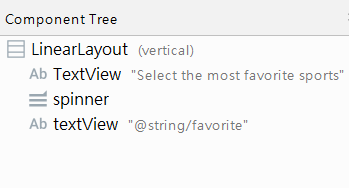 Component Tree
LinearLayout (vertical)
Ab TextView "Select the most favorite sports"
spinner
Ab textView "@string/favorite"